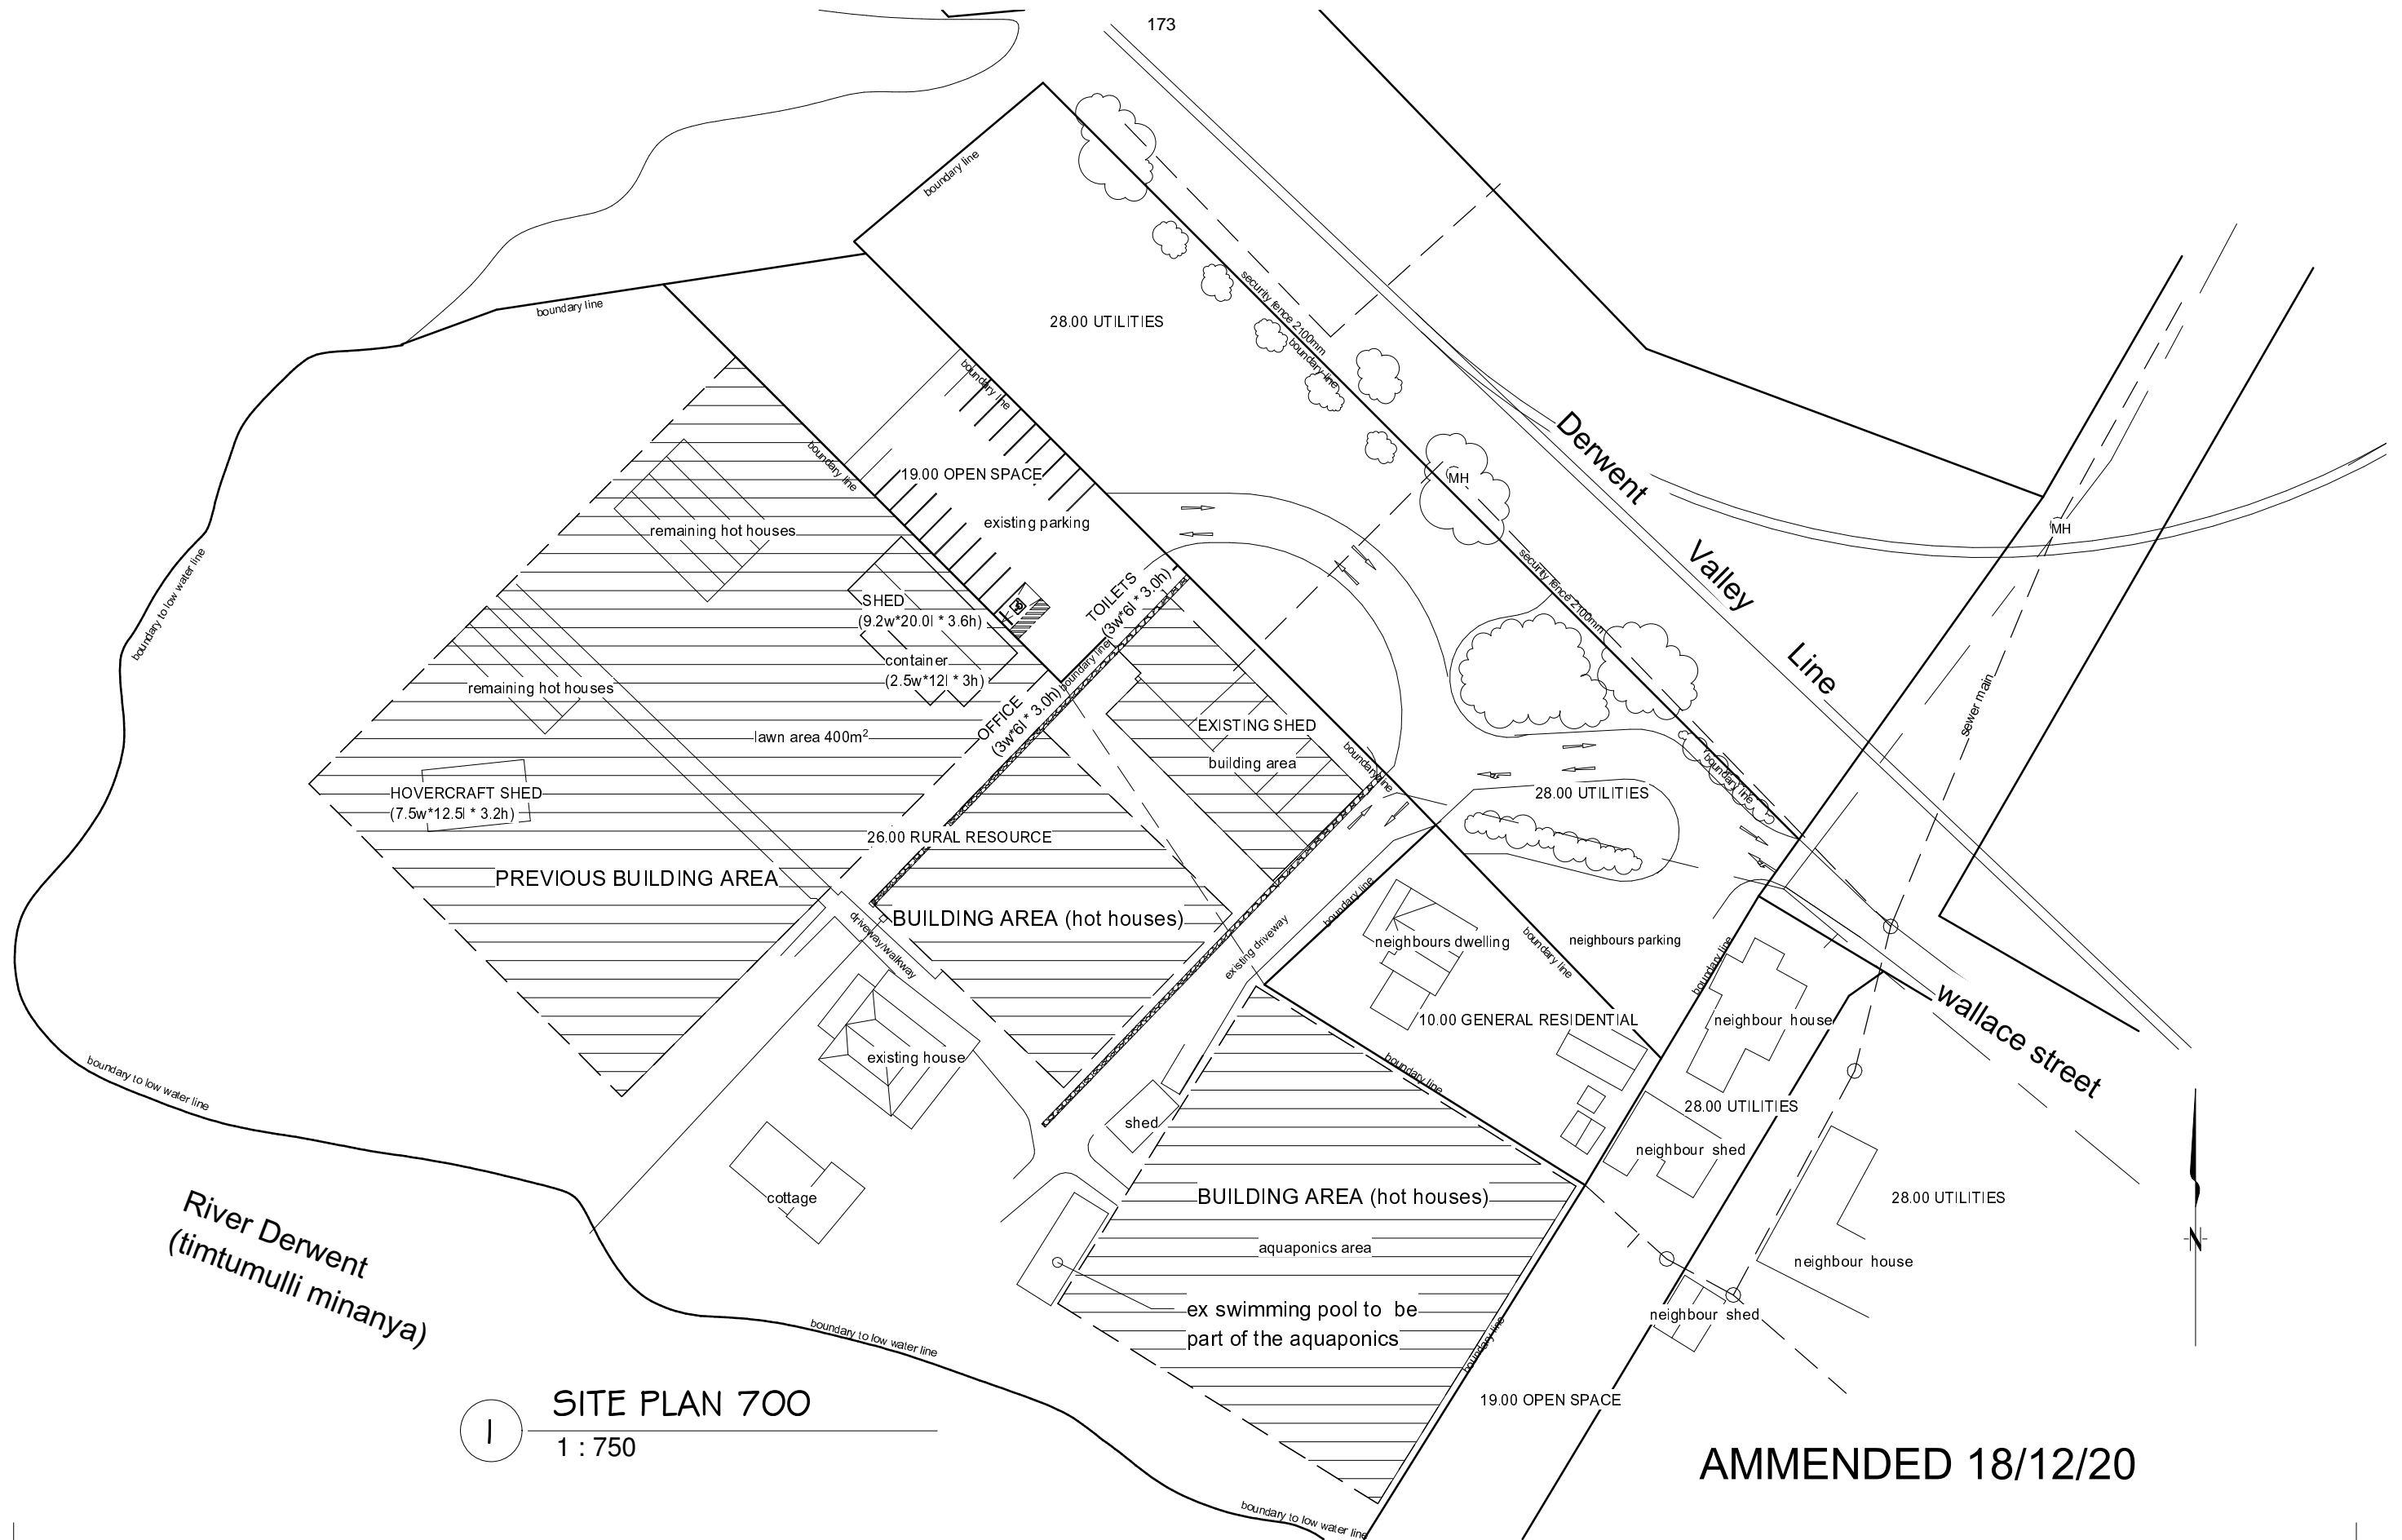 173
boundary line
boundary line
28.00 UTILITIES
security fence 2100mm
boundary line
boundary line
boundary line
19.00 OPEN SPACE
existing parking
remaining hot houses
MH
Derwent Valley Line
MH
security fence 2100mm
boundary to low water line
SHED
(9.2w*20.0l * 3.6h)
container
(2.5w*12l * 3h)
TOILETS
(3w*6l * 3.0h)
boundary line
remaining hot houses
OFFICE
(3w*6l * 3.0h)
lawn area 400m²
EXISTING SHED
building area
boundary line
boundary line
sewer main
HOVERCRAFT SHED
(7.5w*12.5l * 3.2h)
28.00 UTILITIES
26.00 RURAL RESOURCE
PREVIOUS BUILDING AREA
BUILDING AREA (hot houses)
driveway/walkway
existing driveway
boundary line
neighbours dwelling
boundary line
neighbours parking
boundary line
10.00 GENERAL RESIDENTIAL
neighbour house
wallace street
existing house
boundary line
boundary to low water line
shed
28.00 UTILITIES
neighbour shed
cottage
BUILDING AREA (hot houses)
28.00 UTILITIES
aquaponics area
neighbour house
River Derwent
(timtumulli minanya)
ex swimming pool to be
part of the aquaponics
neighbour shed
N
boundary to low water line
boundary line
19.00 OPEN SPACE
1
SITE PLAN 700
1 : 750
AMMENDED 18/12/20
boundary to low water line